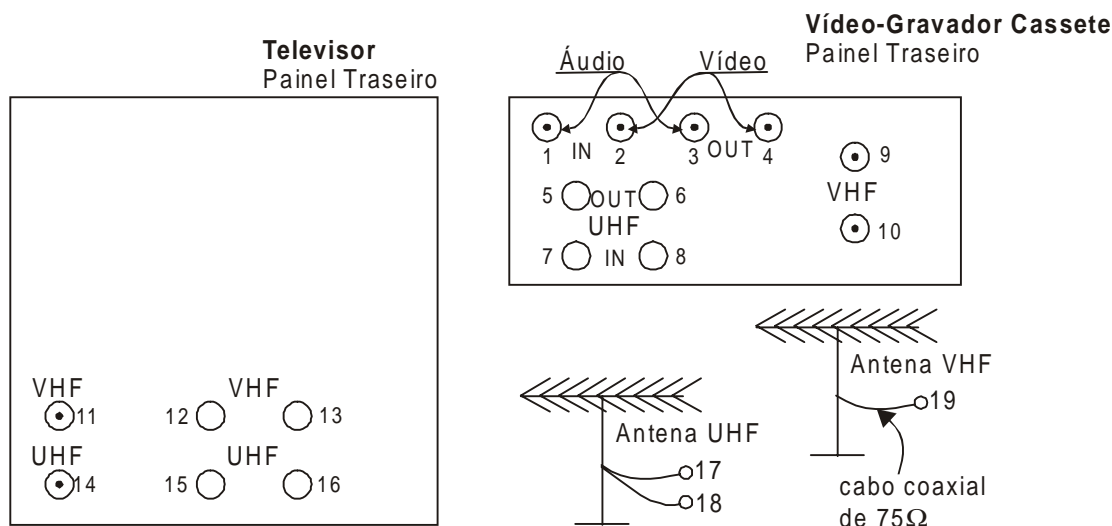 Televisor
Painel Traseiro
Vídeo-Gravador Cassete
Painel Traseiro
Áudio Vídeo
1 IN 2 3 OUT 4
9
VHF
10
5 OUT 6
UHF
7 IN 8
VHF VHF
11 12 13
UHF UHF
14 15 16
Antena UHF
17
18
Antena VHF
19
cabo coaxial
de 75Ω